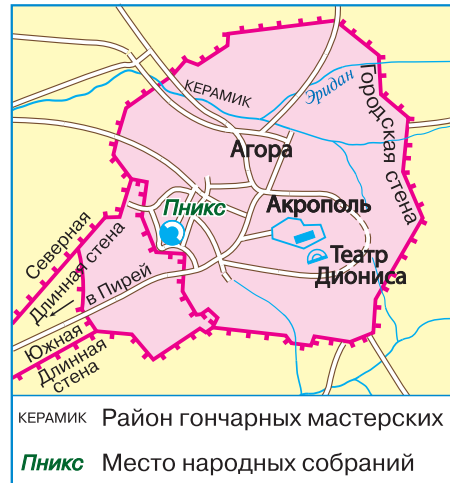 КЕРАМИК
Эридан
Городская стена
Агора
Пникс
Акрополь
Театр
Диониса
Северная
Длинная стена
в Пирей
Южная
Длинная
стена
КЕРАМИК Район гончарных мастерских
Пникс Место народных собраний